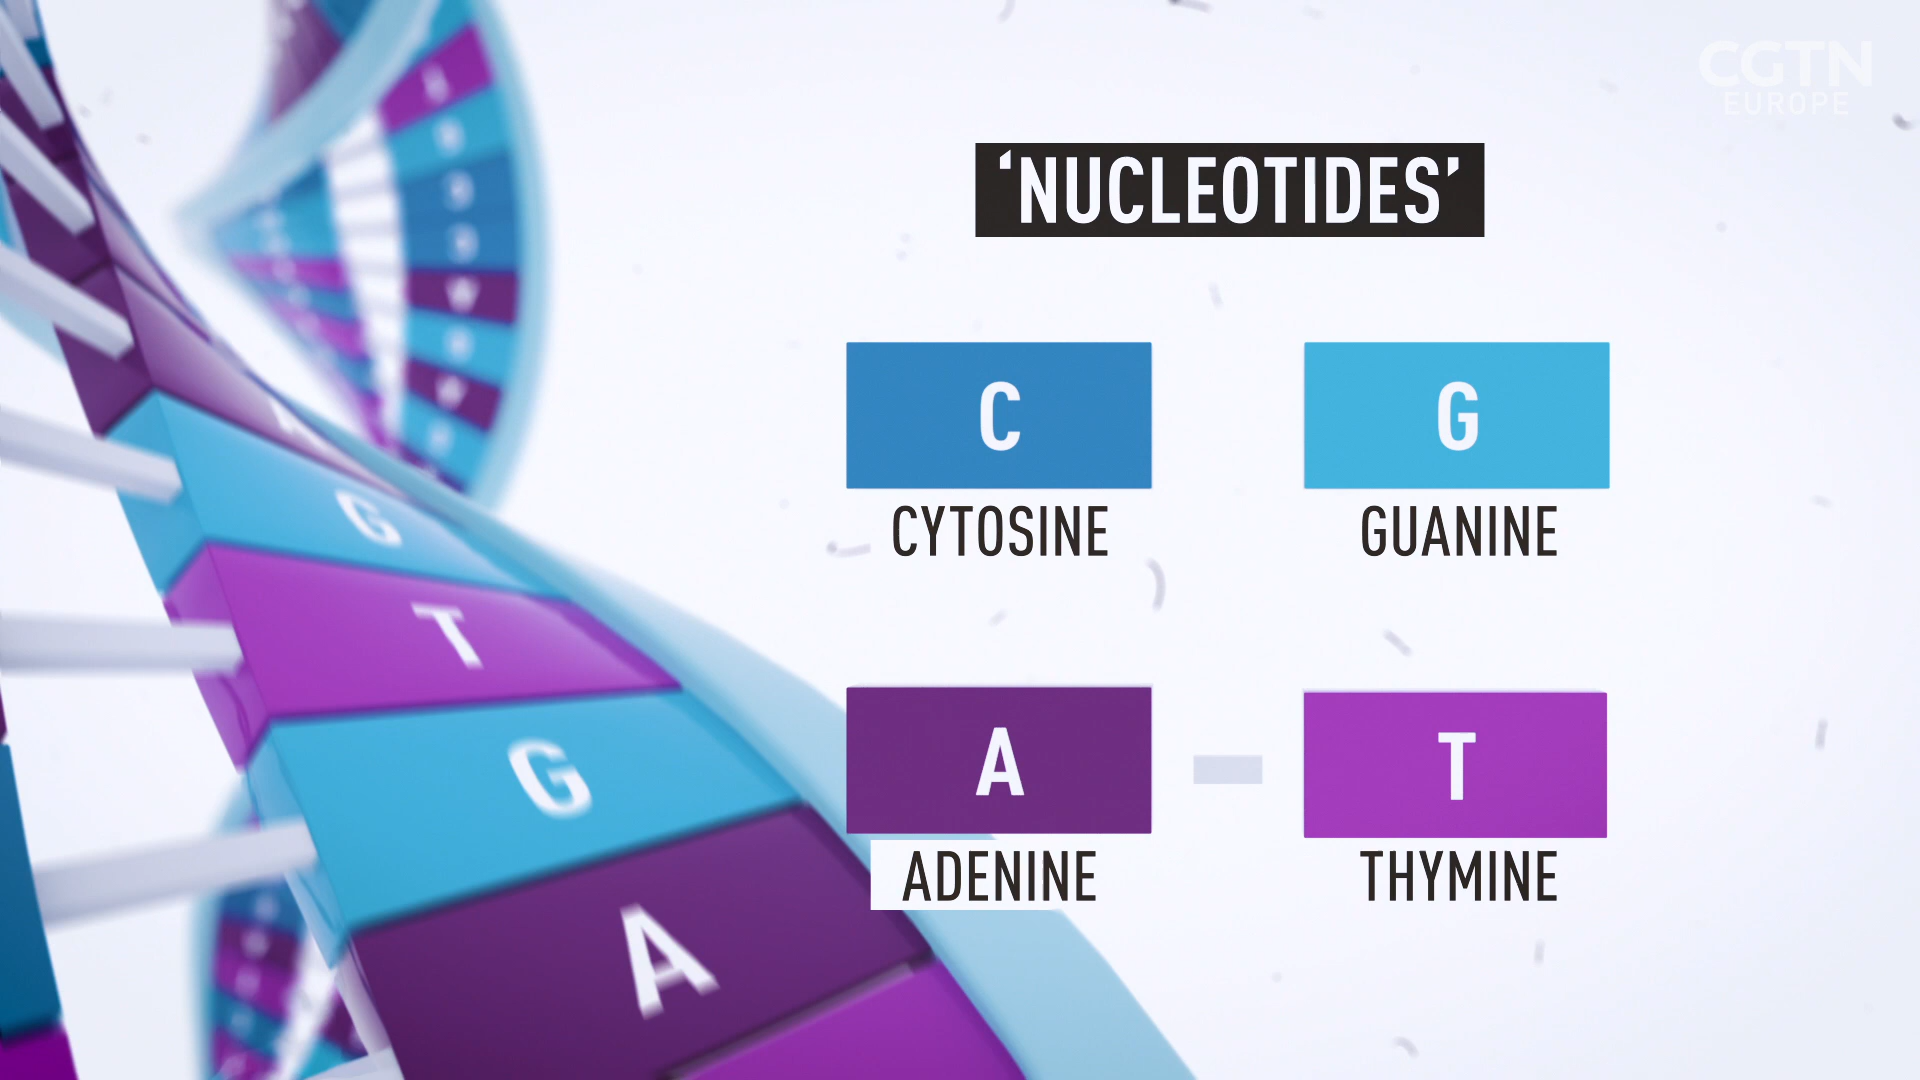 CGTN
EUROPE
‘NUCLEOTIDES’
C
G
CYTOSINE
GUANINE
A
T
ADENINE
THYMINE
G
T
G
A